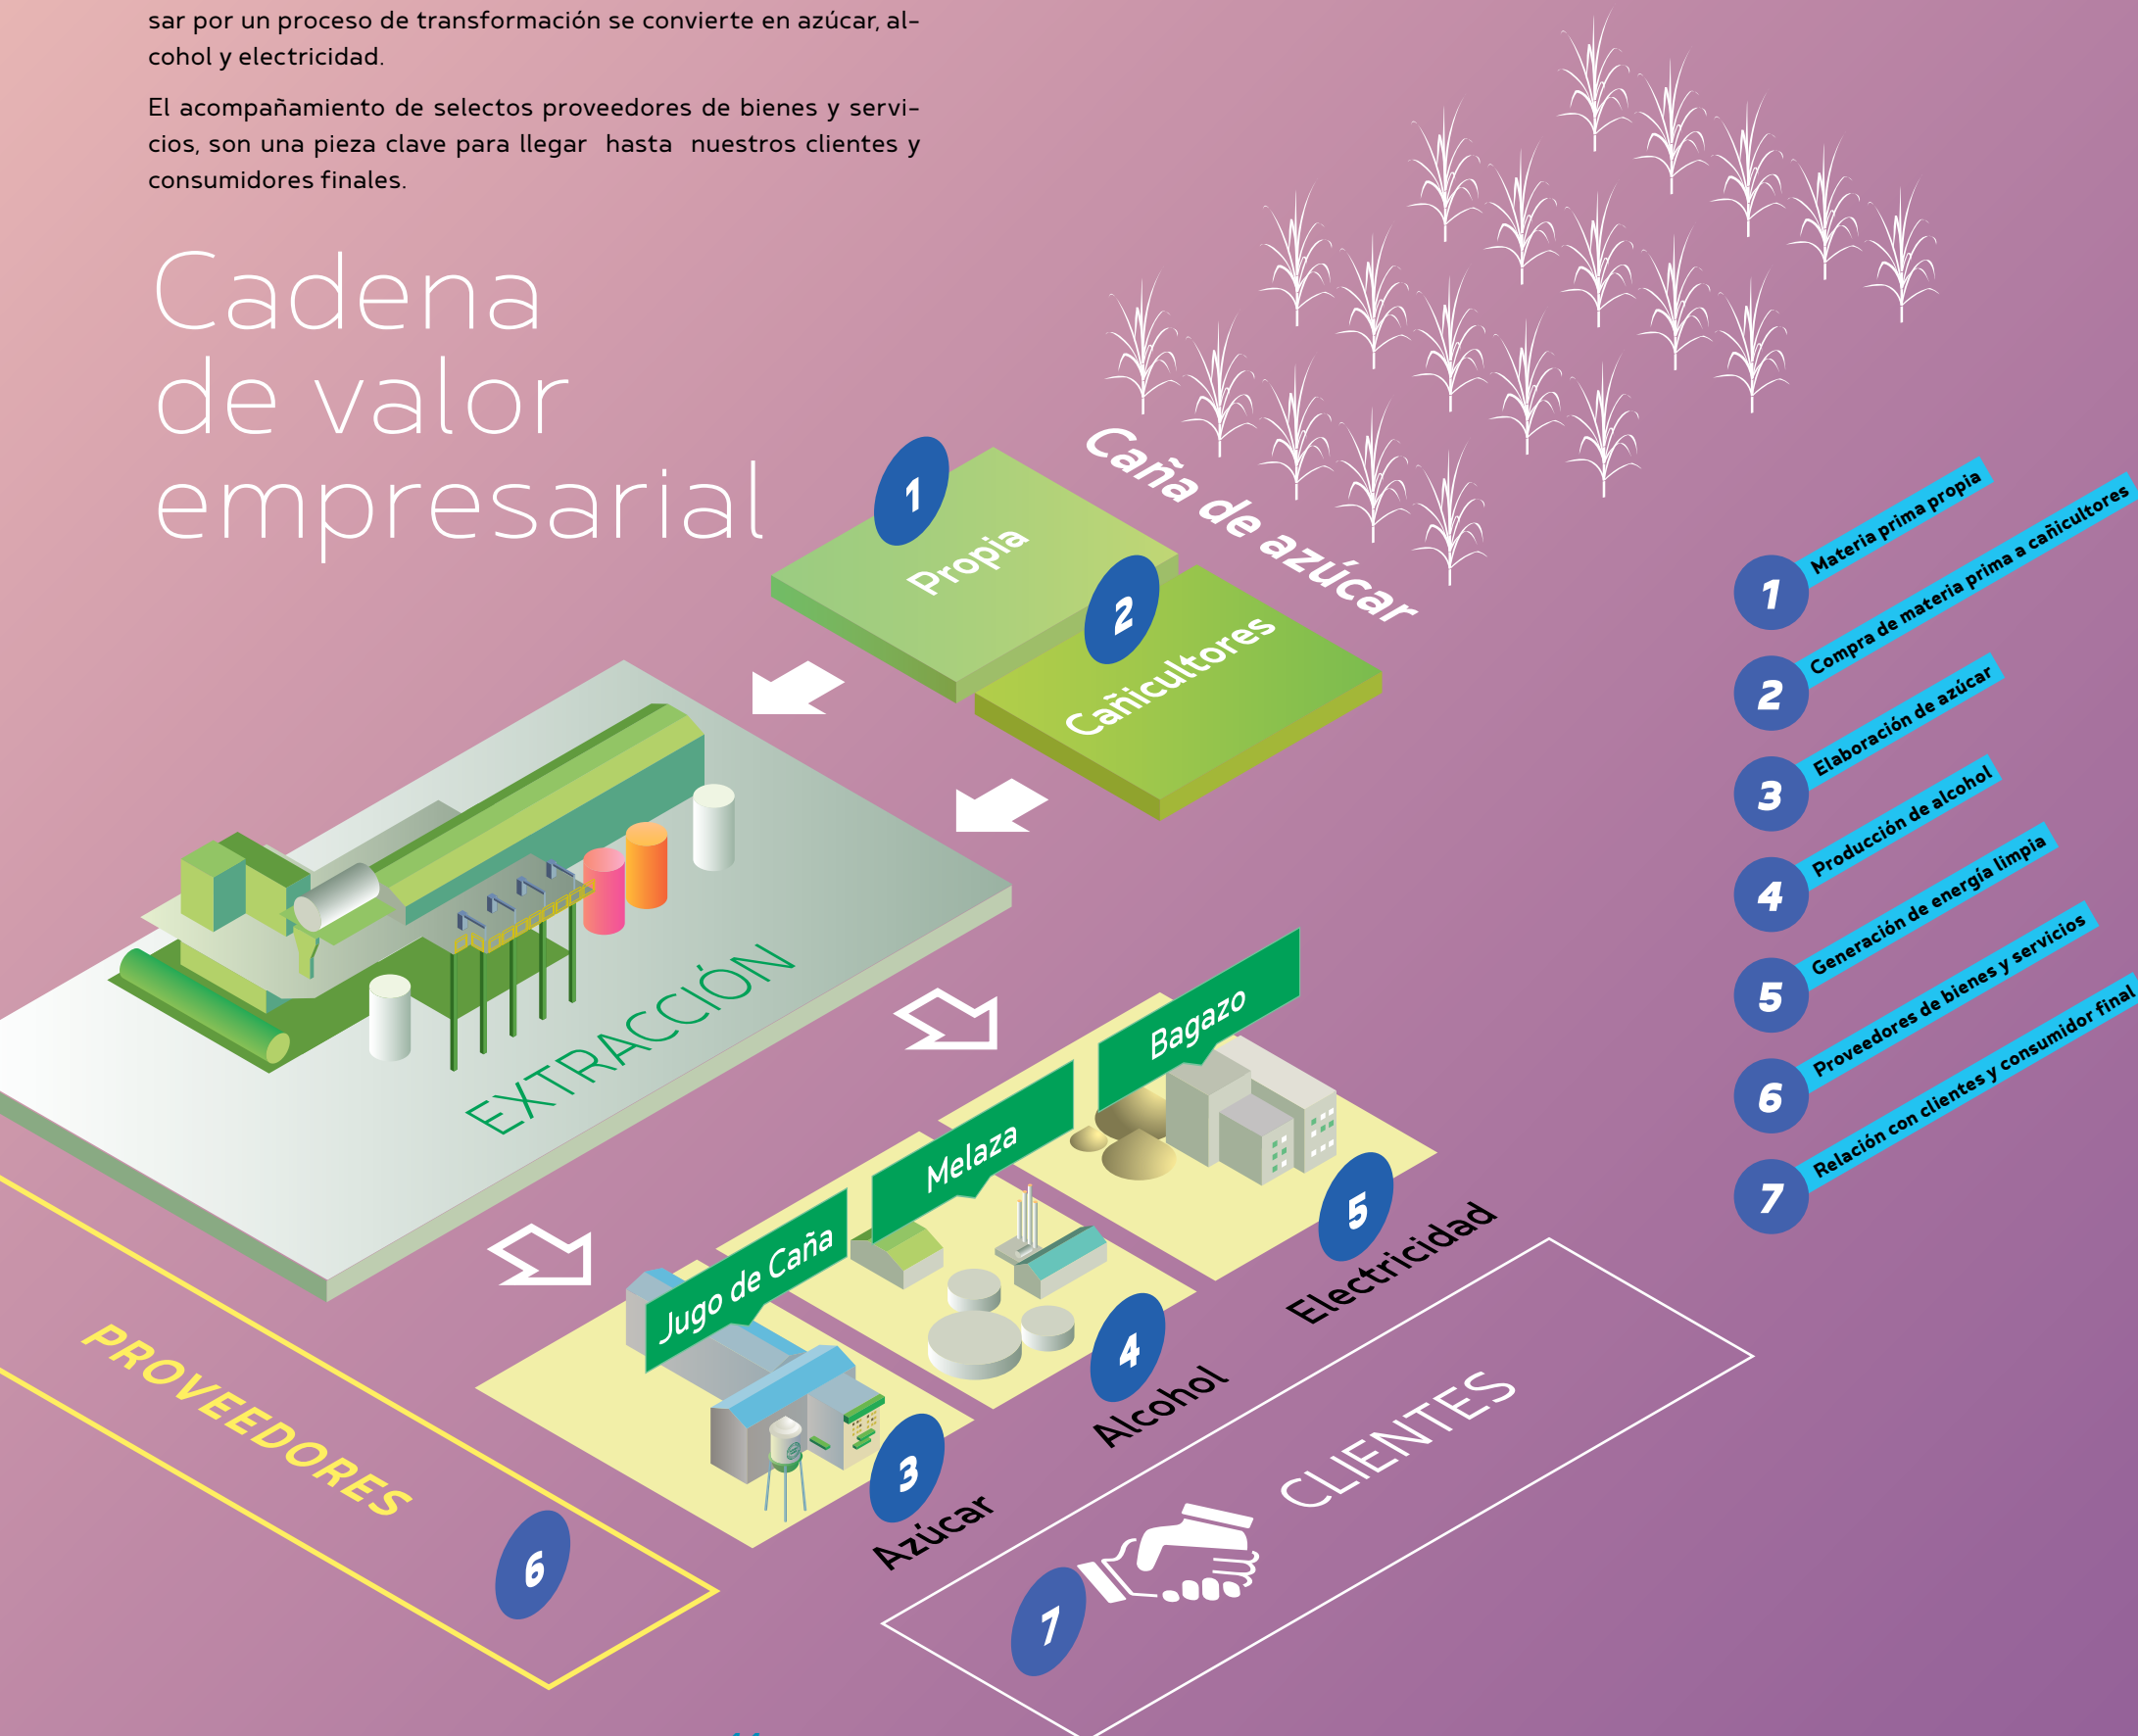 sar por un proceso de transformación se convierte en azúcar, al-
cohol y electricidad.
El acompañamiento de selectos proveedores de bienes y servi-
cios, son una pieza clave para llegar hasta nuestros clientes y
consumidores finales.
Cadena
de valor
empresarial
Caña de azúcar
1
Propia
2
Cañicultores
EXTRACCIÓN
Bagazo
Melaza
Jugo de Caña
5
Electricidad
4
Alcohol
3
Azúcar
PROVEEDORES
6
CLIENTES
7
1 Materia prima propia
2 Compra de materia prima a cañicultores
3 Elaboración de azúcar
4 Producción de alcohol
5 Generación de energía limpia
6 Proveedores de bienes y servicios
7 Relación con clientes y consumidor final